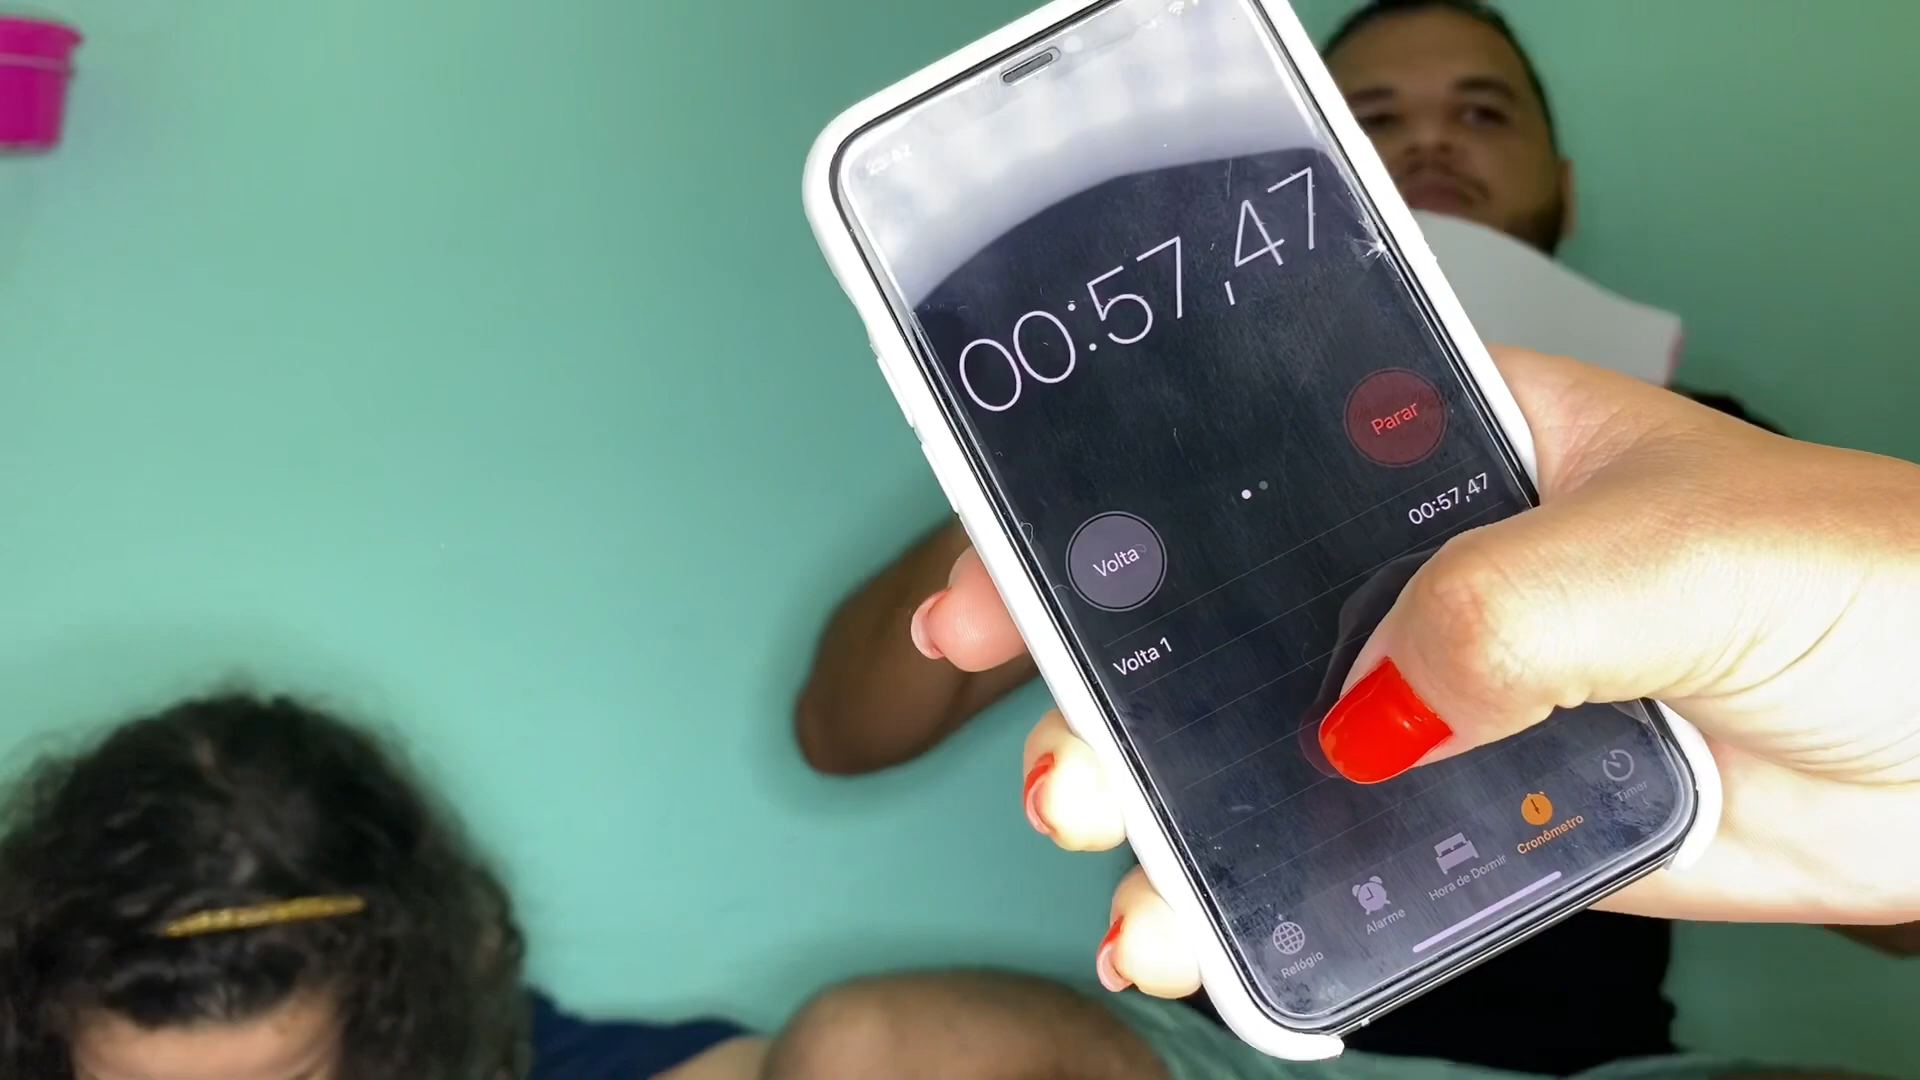 00:57,47
Parar
Volta
00:57,47
Volta 1
Relógio
Alarme
Hora de Dormir
Cronômetro
Timer